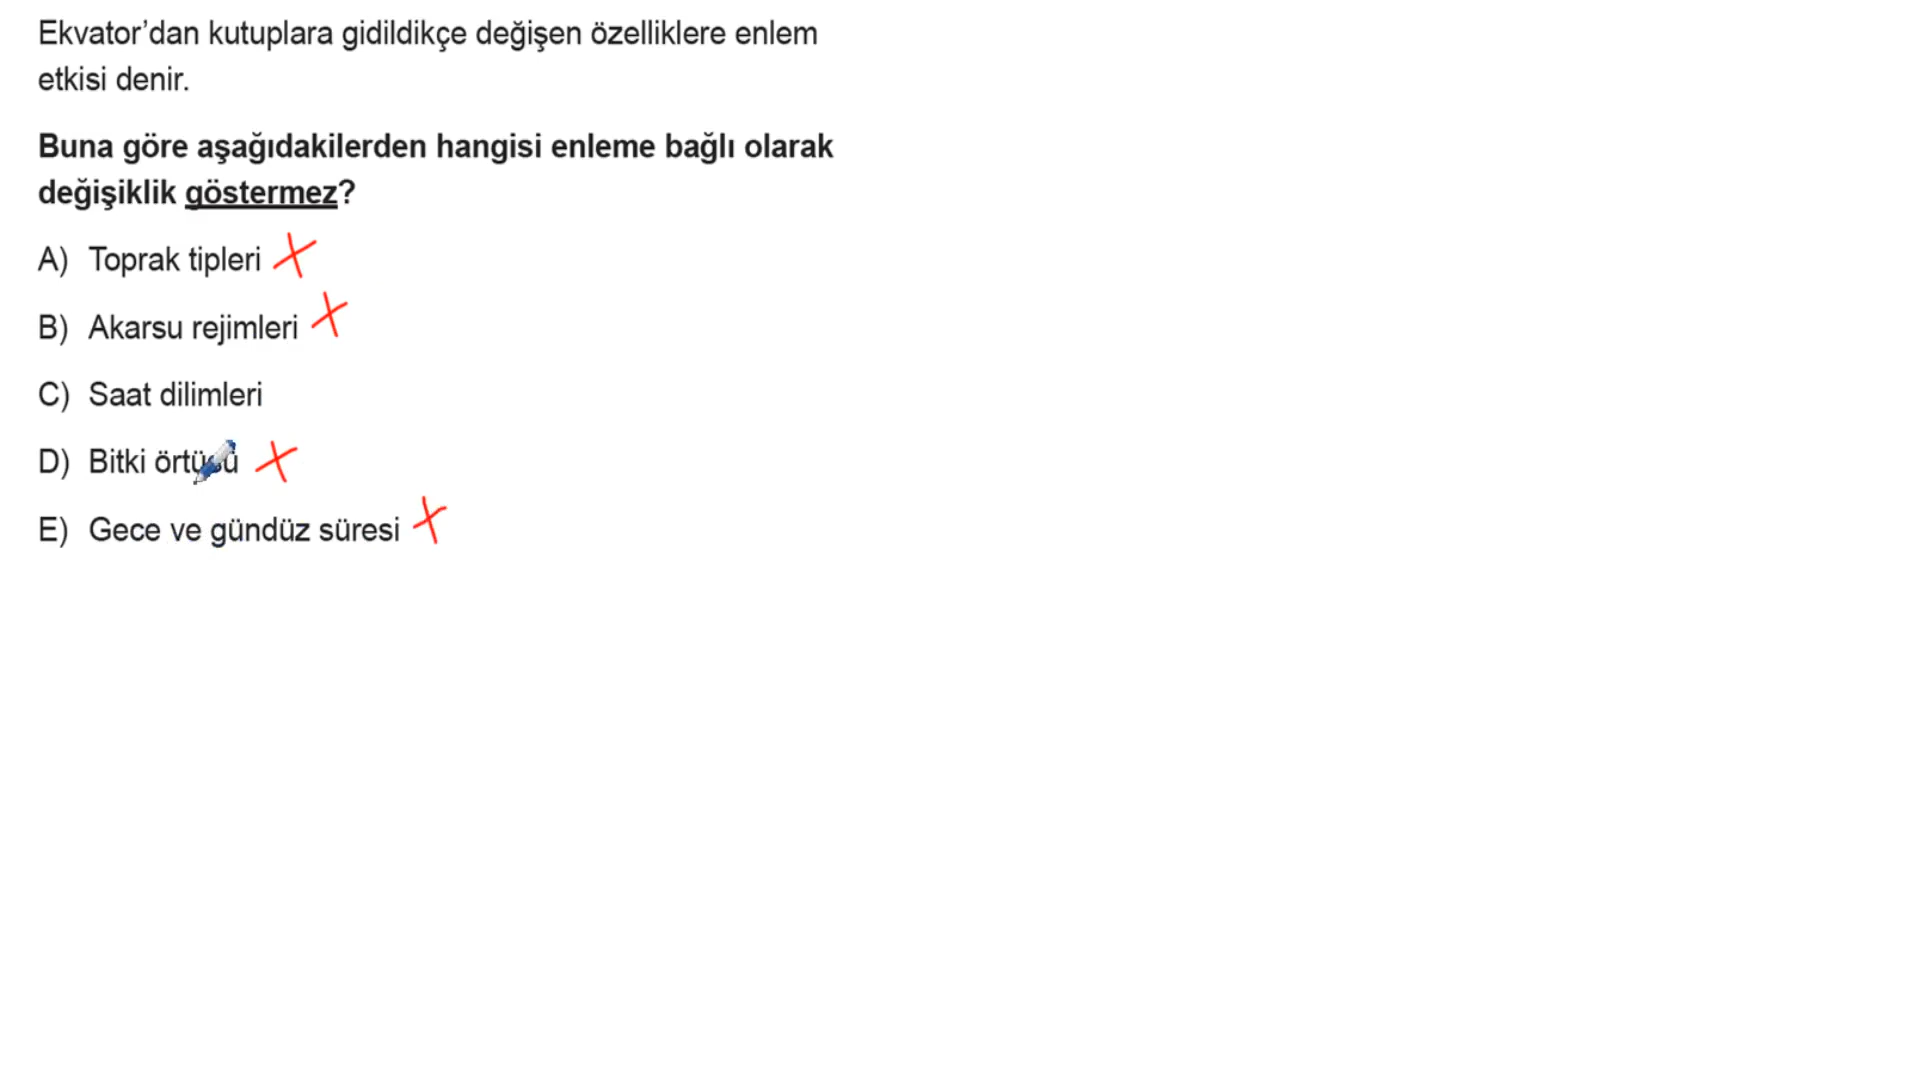 Ekvator’dan kutuplara gidildikçe değişen özelliklere enlem
etkisi denir.
Buna göre aşağıdakilerden hangisi enleme bağlı olarak
değişiklik göstermez?
A) Toprak tipleri
B) Akarsu rejimleri
C) Saat dilimleri
D) Bitki örtüsü
E) Gece ve gündüz süresi